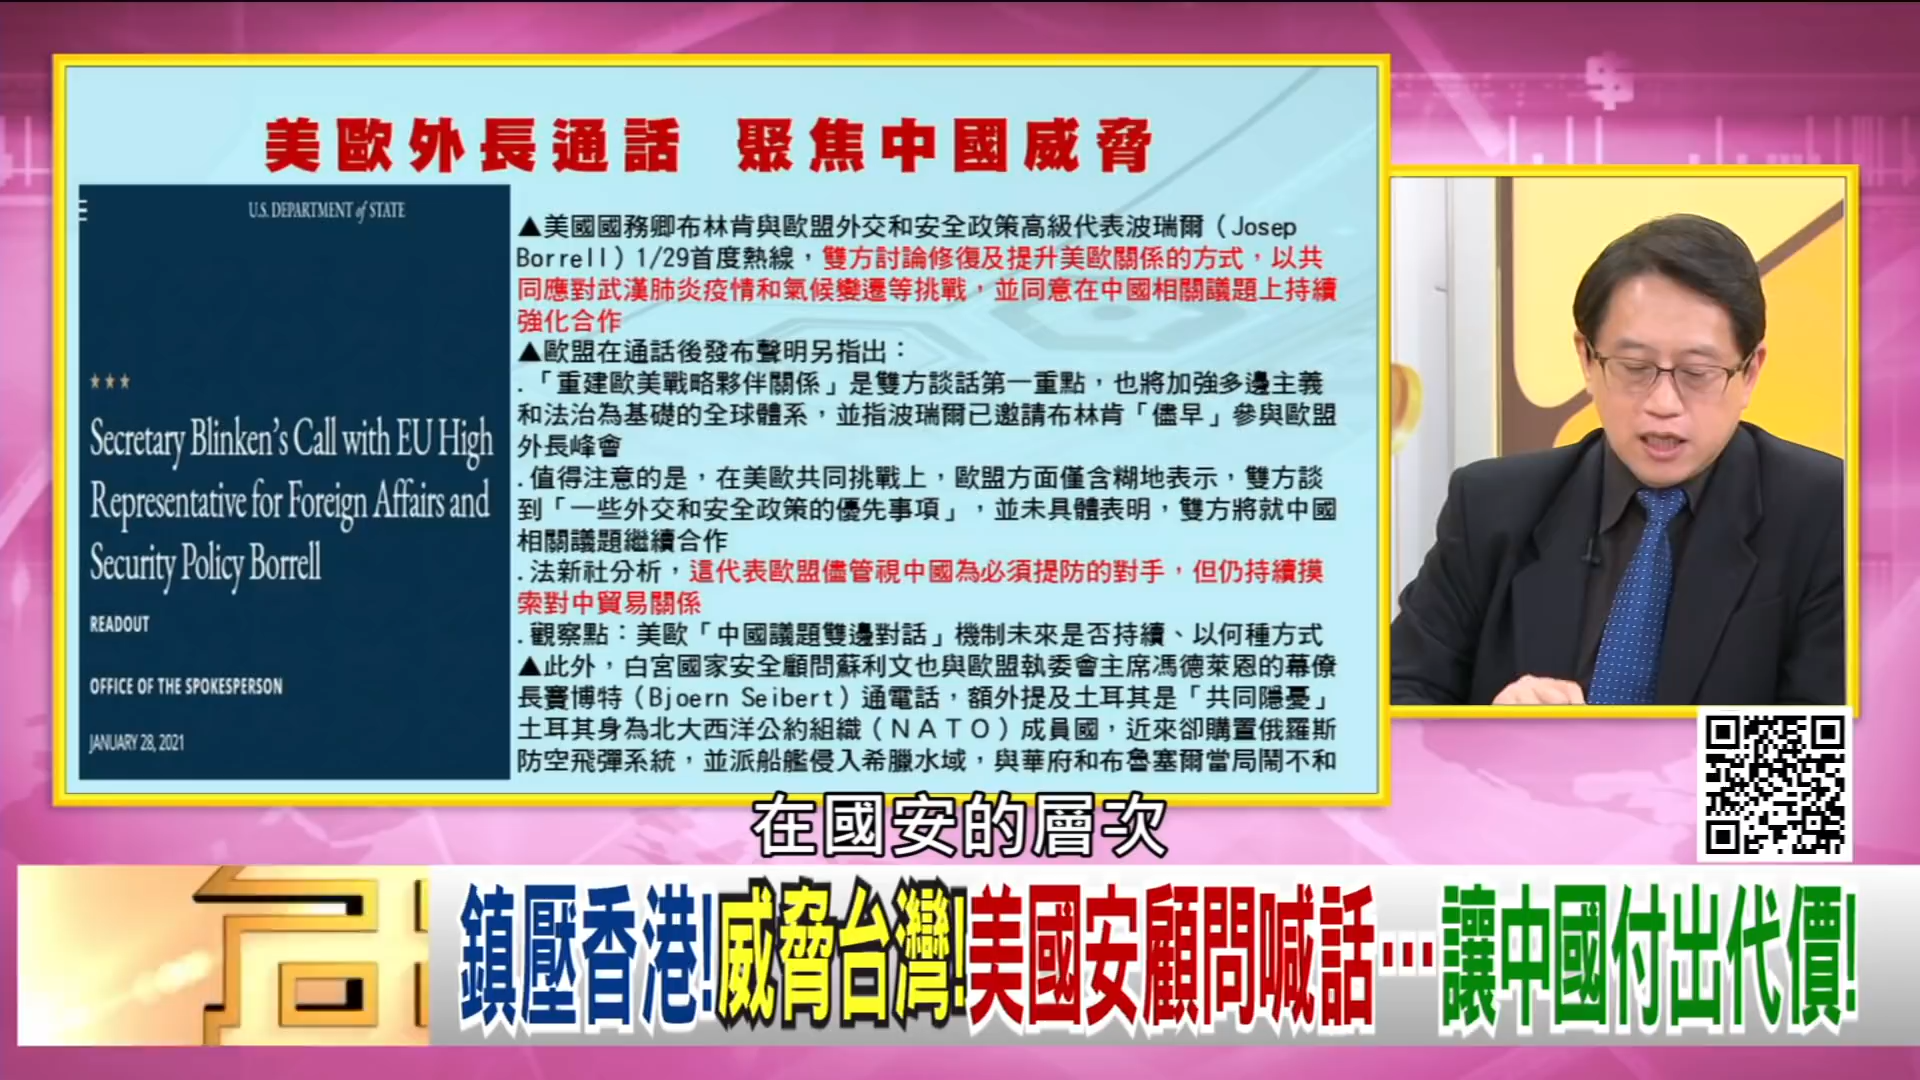 美歐外長通話 聚焦中國威脅
U.S. DEPARTMENT of STATE
Secretary Blinken's Call with EU High
Representative for Foreign Affairs and
Security Policy Borrell
READOUT
OFFICE OF THE SPOKESPERSON
JANUARY 28, 2021
▲美國國務卿布林肯與歐盟外交和安全政策高級代表波瑞爾（Josep
Borrell）1/29首度熱線，雙方討論修復及提升美歐關係的方式，以共
同應對武漢肺炎疫情和氣候變遷等挑戰，並同意在中國相關議題上持續
強化合作
▲歐盟在通話後發布聲明另指出：
.「重建歐美戰略夥伴關係」是雙方談話第一重點，也將加強多邊主義
和法治為基礎的全球體系，並指波瑞爾已邀請布林肯「儘早」參與歐盟
外長峰會
.值得注意的是，在美歐共同挑戰上，歐盟方面僅含糊地表示，雙方談
到「一些外交和安全政策的優先事項」，並未具體表明，雙方將就中國
相關議題繼續合作
.法新社分析，這代表歐盟儘管視中國為必須提防的對手，但仍持續摸
索對中貿易關係
.觀察點：美歐「中國議題雙邊對話」機制未來是否持續、以何種方式
▲此外，白宮國家安全顧問蘇利文也與歐盟執委會主席馮德萊恩的幕僚
長賽博特（Bjoern Seibert）通電話，額外提及土耳其是「共同隱憂」
土耳其身為北大西洋公約組織（NATO）成員國，近來卻購置俄羅斯
防空飛彈系統，並派船艦侵入希臘水域，與華府和布魯塞爾當局鬧不和
在國安的層次
鎮壓香港!威脅台灣!美國安顧問喊話…讓中國付出代價!